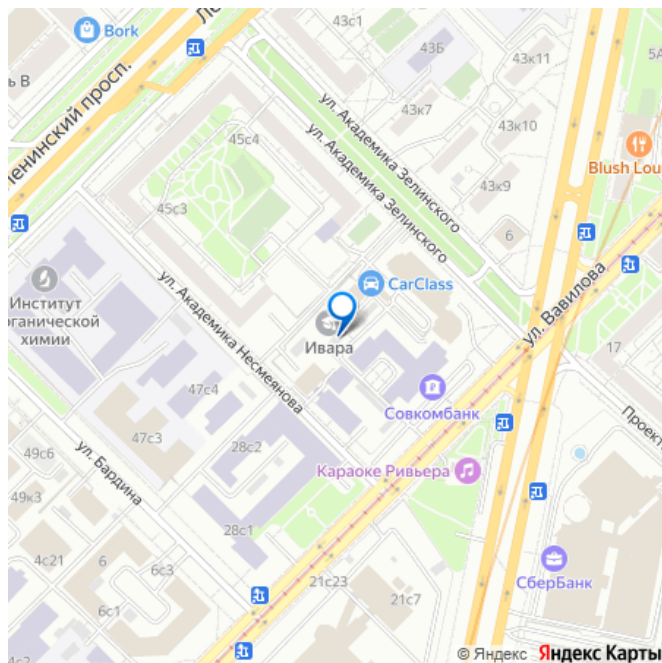 Bork
43с1
43Б
43к11
5А
ь В
Ле
ленинский просп.
43к7
43к10
45с4
ул. Академика Зелинского
ул. Академика Зелинского
Blush Lou
43к9
45с3
6
CarClass
ул. Вавилова
Институт
органической
химии
ул. Академика Несмеянова
Ивара
17
47с4
Совкомбанк
Проект
47с3
28с2
49с6
ул. Бардина
Караоке Ривьера
49к3
28с1
4с21
6
6с3
21с23
СберБанк
6с1
21с7
4с2
© Яндекс Яндекс Карты